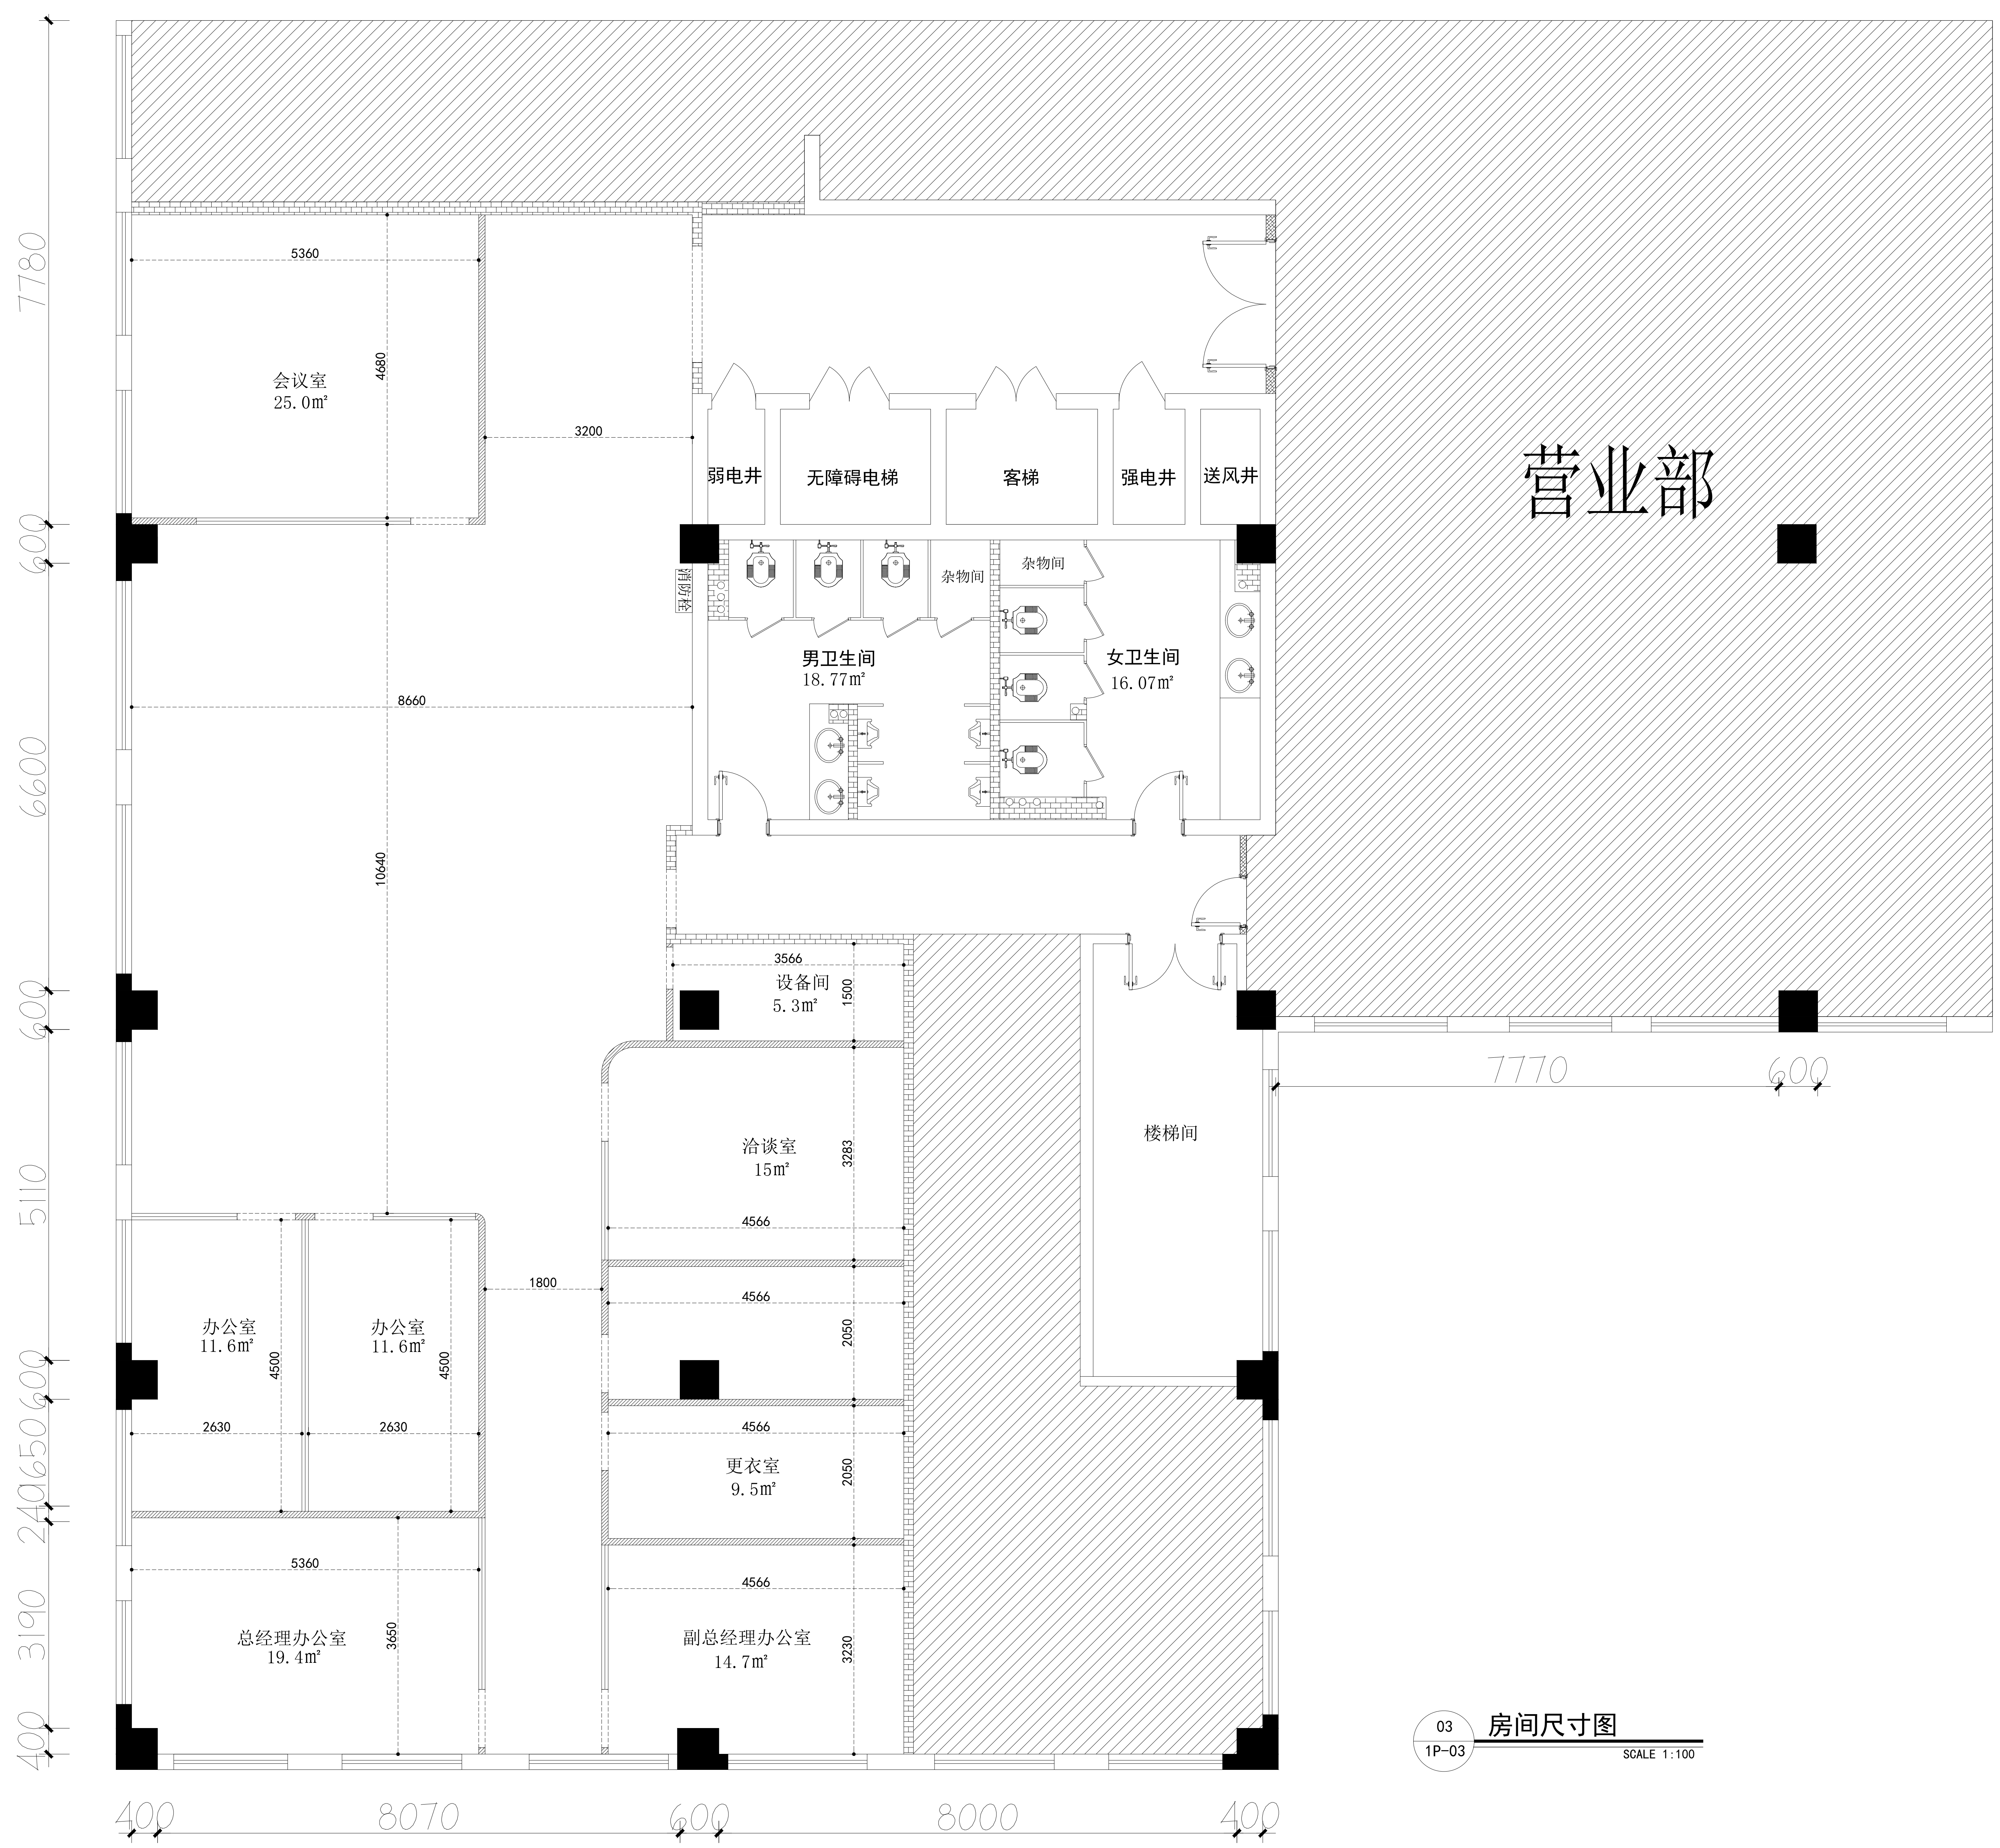 7780
5360
4680
会议室
25.0㎡
3200
弱电井
无障碍电梯
客梯
强电井
送风井
营业部
600
消防栓
杂物间
杂物间
男卫生间
18.77㎡
女卫生间
16.07㎡
8660
6600
10640
3566
设备间
5.3㎡
1500
600
7770
600
楼梯间
洽谈室
15㎡
3283
4566
5110
1800
4566
2050
办公室
11.6㎡
办公室
11.6㎡
4500
4500
600
2630
2630
4566
更衣室
9.5㎡
2050
1650
240
5360
4566
3190
总经理办公室
19.4㎡
3650
副总经理办公室
14.7㎡
3230
400
03
1P-03
房间尺寸图
SCALE 1:100
400
8070
600
8000
400